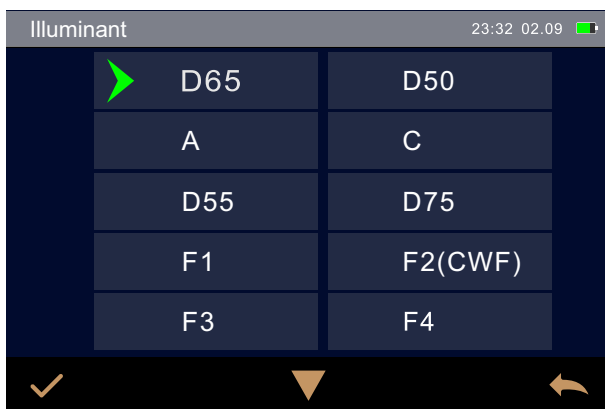 Illuminant 23:32 02.09
D65 D50
A C
D55 D75
F1 F2(CWF)
F3 F4